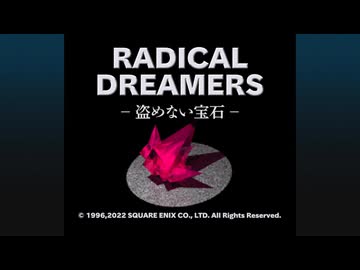 RADICAL
DREAMERS
－盗めない宝石－
© 1996,2022 SQUARE ENIX CO., LTD. All Rights Reserved.